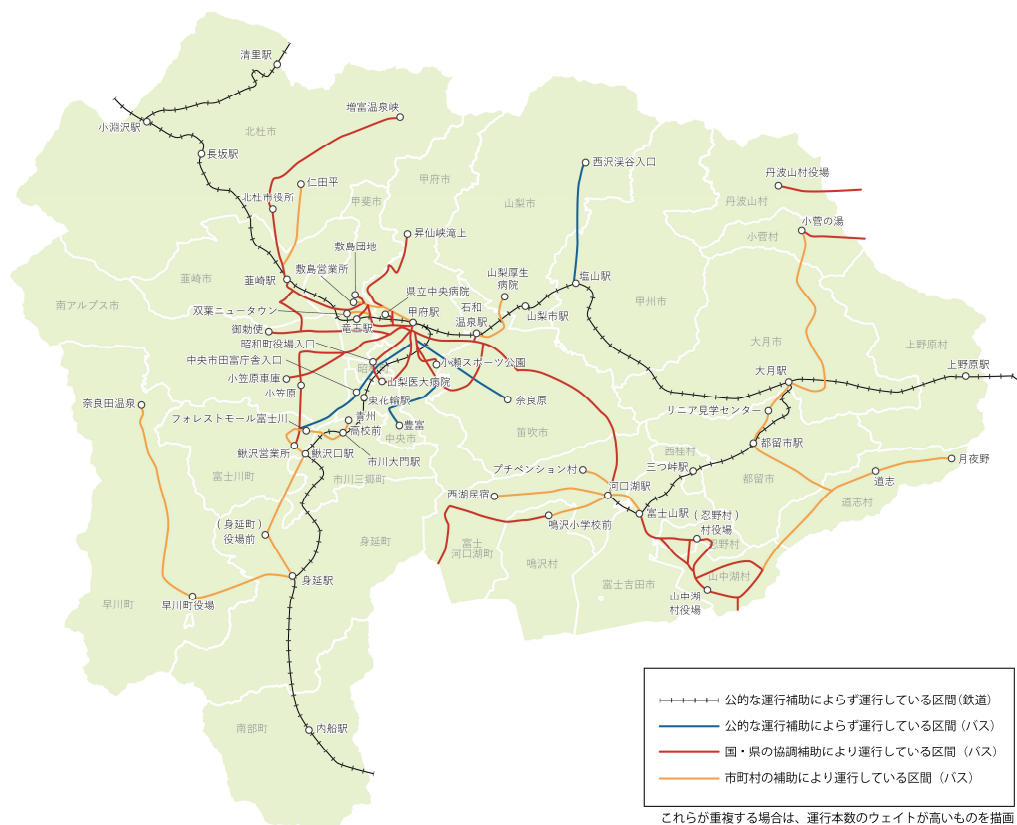 清里駅
小淵沢駅
長坂駅
北杜市
増富温泉峡
仁田平
北杜市役所
甲府市
甲斐市
西沢渓谷入口
山梨市
丹波山村役場
丹波山村
小菅の湯
小菅村
昇仙峡滝上
敷島団地
敷島営業所
韮崎市
韮崎駅
南アルプス市
双葉ニュータウン
御勅使
竜王駅
県立中央病院
甲府駅
石和
温泉駅
山梨厚生
病院
山梨市駅
塩山駅
甲州市
昭和町役場入口
中央市田富庁舎入口
昭和町
小瀬スポーツ公園
山梨医大病院
小笠原車庫
小笠原
東花輪駅
奈良原
大月市
上野原村
上野原駅
大月駅
リニア見学センター
奈良田温泉
フォレストモール富士川
青州
高校前
豊富
中央市
笛吹市
鰍沢営業所
鰍沢口駅
市川大門駅
市川三郷町
富士川町
西桂村
三つ峠駅
都留市駅
都留市
月夜野
道志
道志村
プチペンション村
西湖民宿
河口湖駅
富士山駅
鳴沢小学校前
(忍野村)
村役場
忍野村
(身延町)
役場前
身延町
富士
河口湖町
鳴沢村
富士吉田市
山中湖村
山中湖
村役場
身延駅
早川町
早川町役場
南部町
内船駅
公的な運行補助によらず運行している区間(鉄道)
公的な運行補助によらず運行している区間(バス)
国・県の協調補助により運行している区間(バス)
市町村の補助により運行している区間(バス)
これらが重複する場合は、運行本数のウェイトが高いものを描画